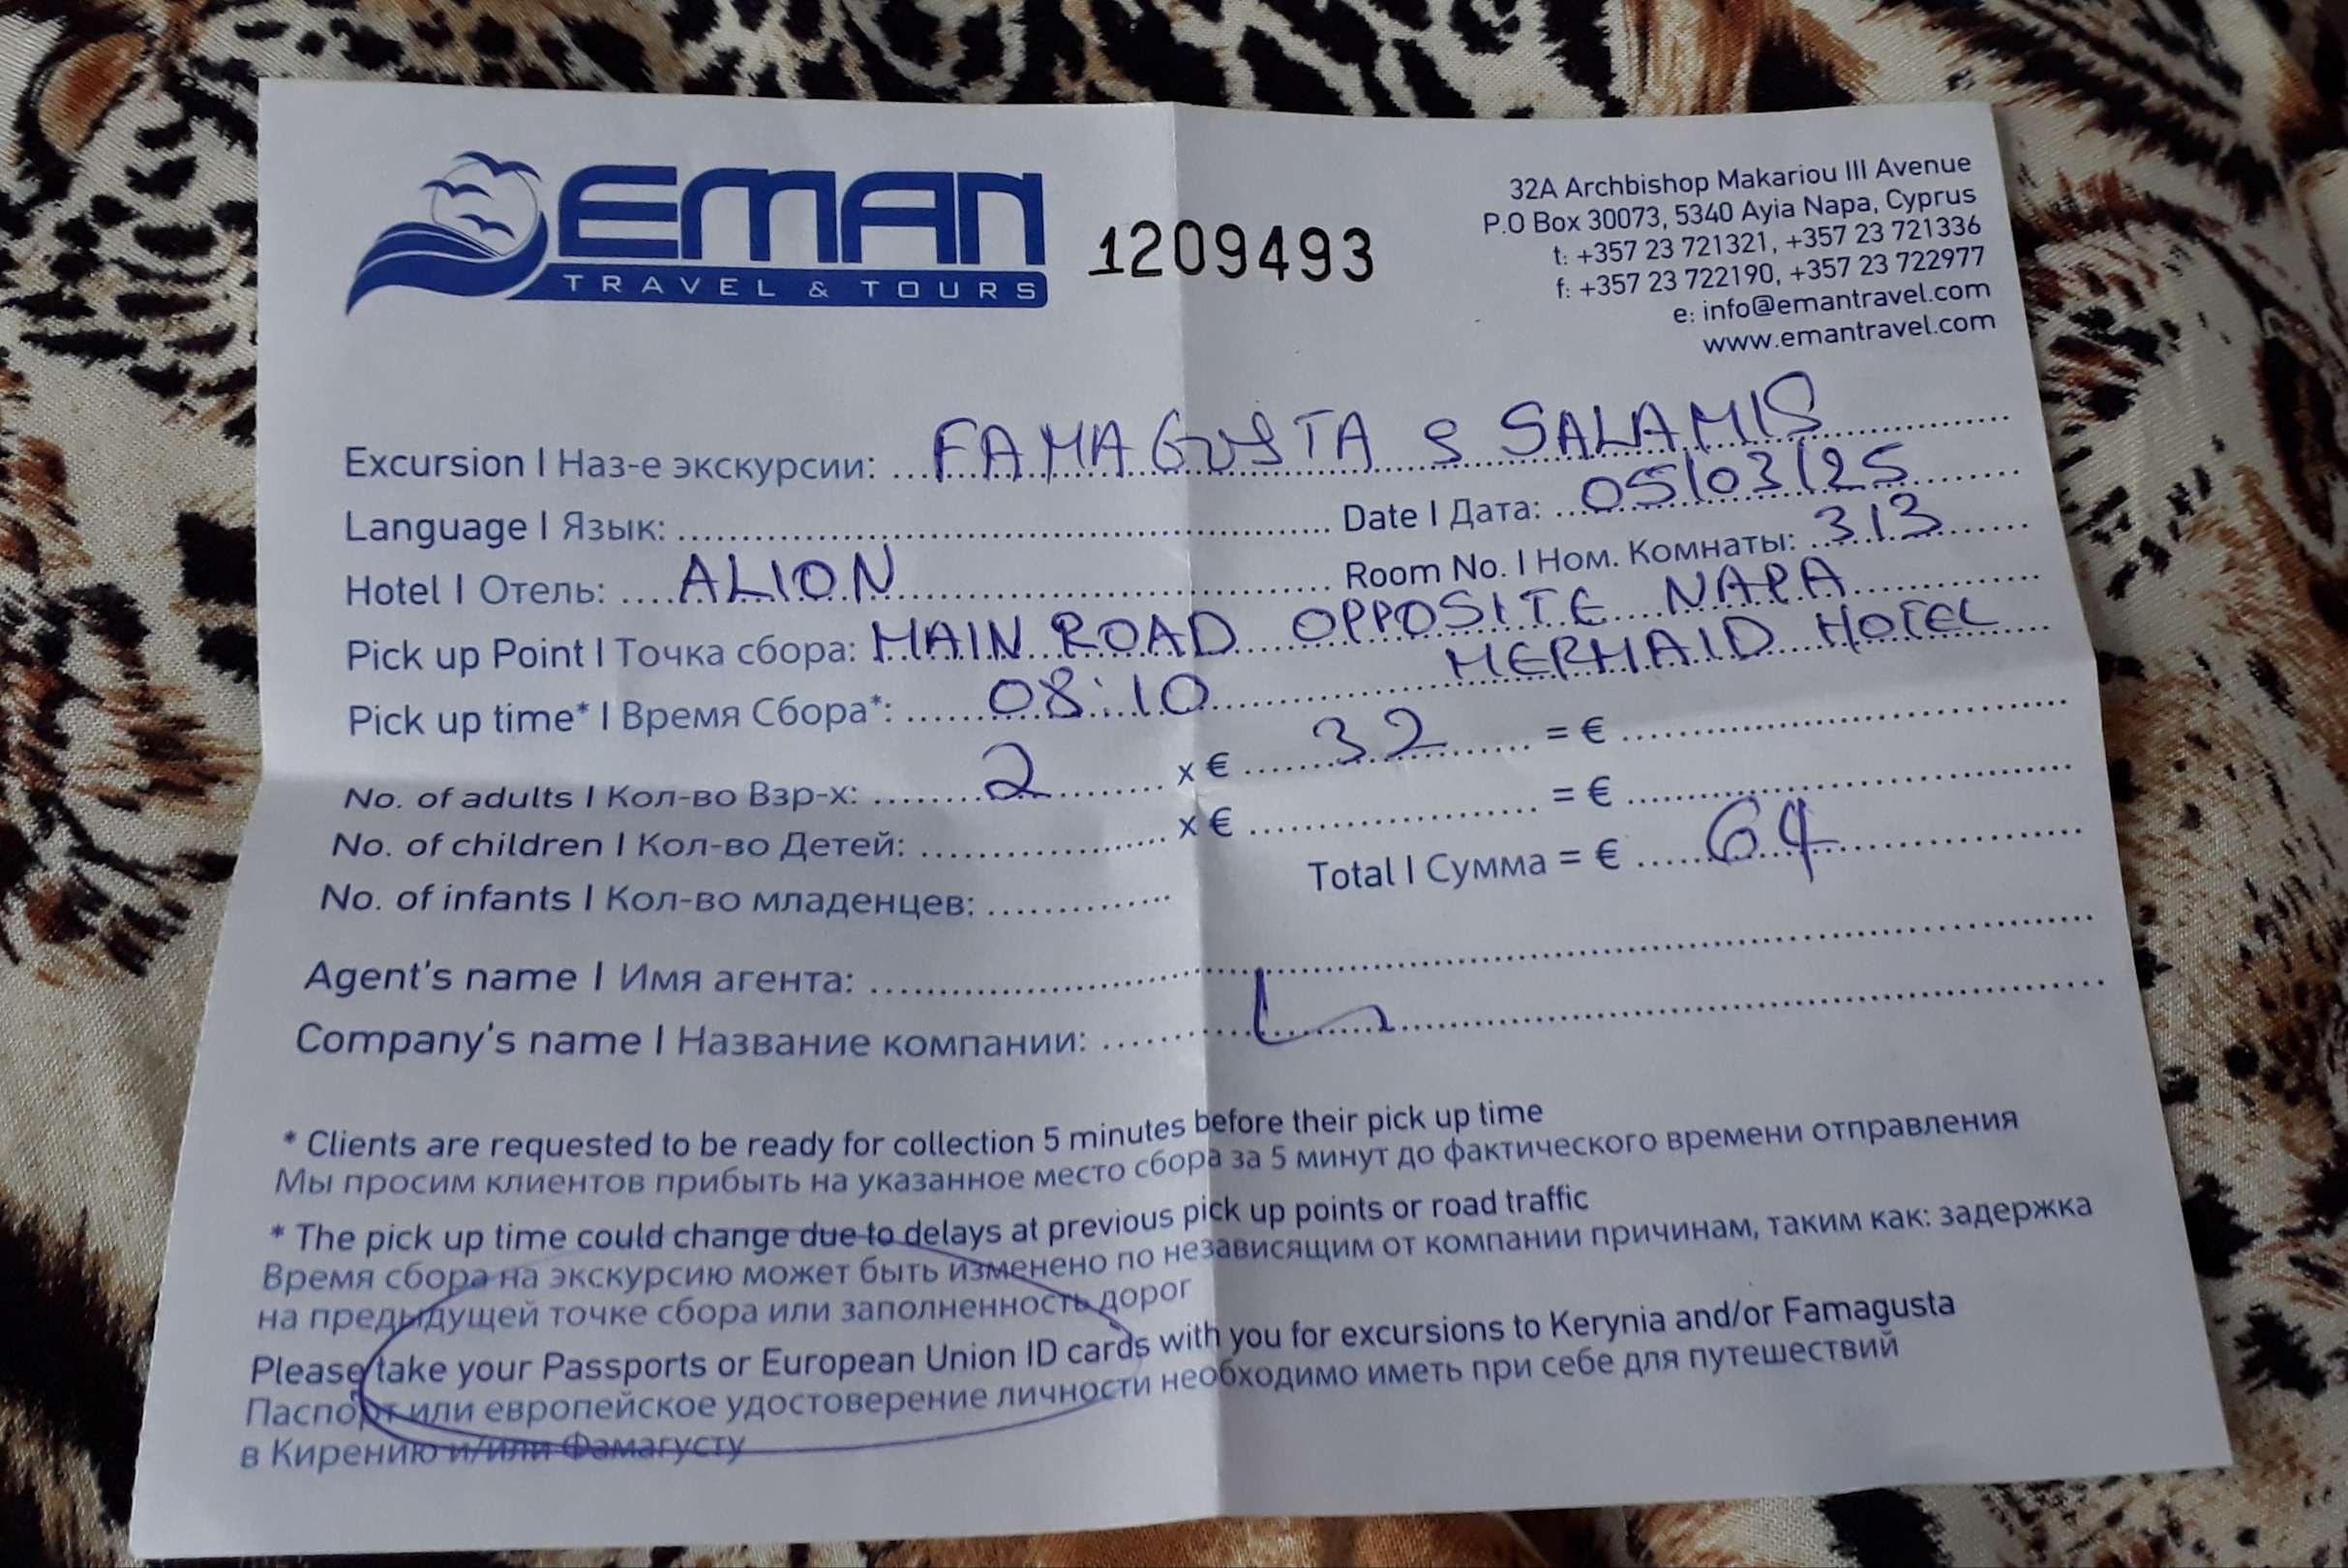 EMAN
TRAVEL & TOURS
1209493
32A Archbishop Makariou III Avenue
P.O Box 30073, 5340 Ayia Napa, Cyprus
t: +357 23 721321, +357 23 721336
f: +357 23 722190, +357 23 722977
e: info@emantravel.com
www.emantravel.com
Excursion | Наз-е экскурсии: FAMAGUSTA & SALAMIS
Language | Язык: Date | Дата: 05/03/25
Hotel | Отель: ALION Room No. | Ном. Комнаты: 313
Pick up Point | Точка сбора: MAIN ROAD OPPOSITE NAPA
MERMAID HOTEL
Pick up time* | Время Сбора*: 08:10
No. of adults | Кол-во Взр-х: 2 x € 32 = €
No. of children | Кол-во Детей: x € = €
No. of infants | Кол-во младенцев: Total | Сумма = € 64
Agent's name | Имя агента:
Company's name | Название компании:
* Clients are requested to be ready for collection 5 minutes before their pick up time
Мы просим клиентов прибыть на указанное место сбора за 5 минут до фактического времени отправления
* The pick up time could change due to delays at previous pick up points or road traffic
Время сбора на экскурсию может быть изменено по независящим от компании причинам, таким как: задержка
на предыдущей точке сбора или заполненность дорог
Please take your Passports or European Union ID cards with you for excursions to Kerynia and/or Famagusta
Паспорт или европейское удостоверение личности необходимо иметь при себе для путешествий
в Кирению и/или Фамагусту